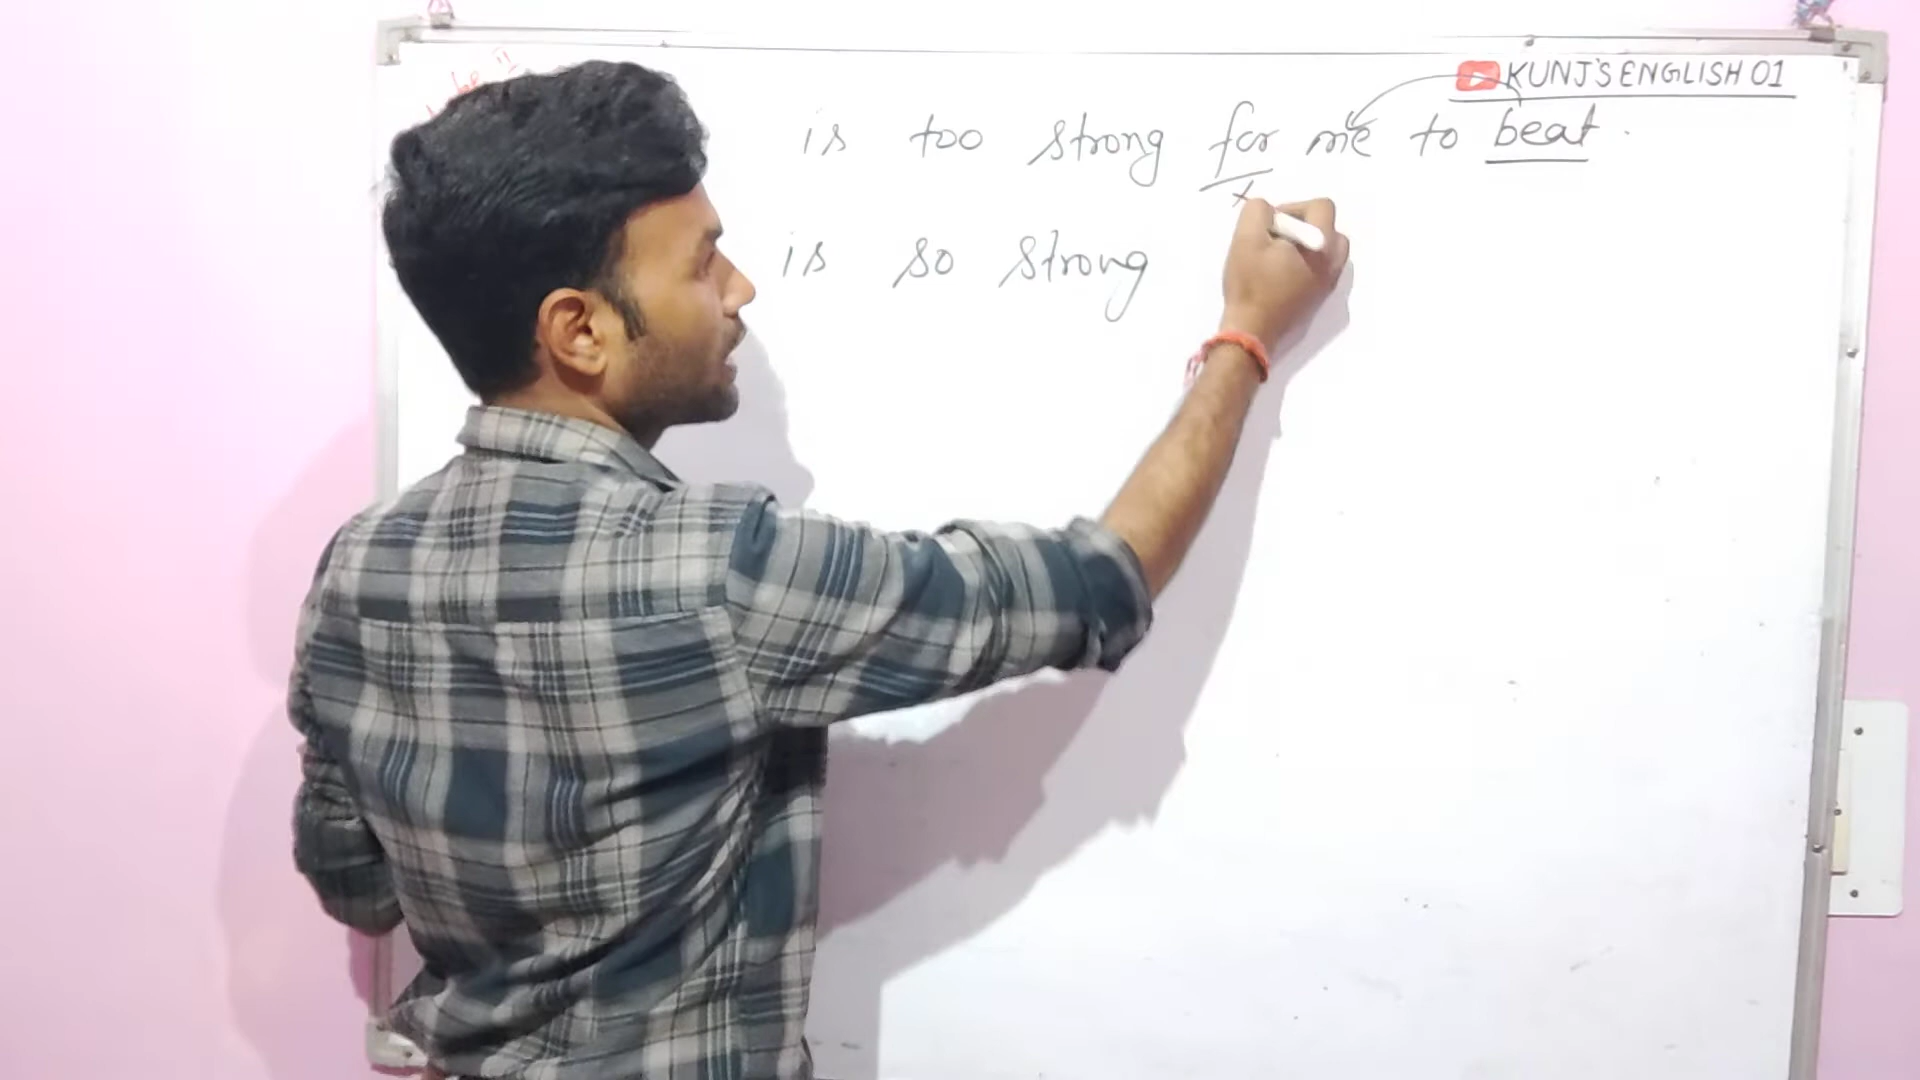 KUNJ'S ENGLISH 01
is too strong for me to beat.
x
is so strong